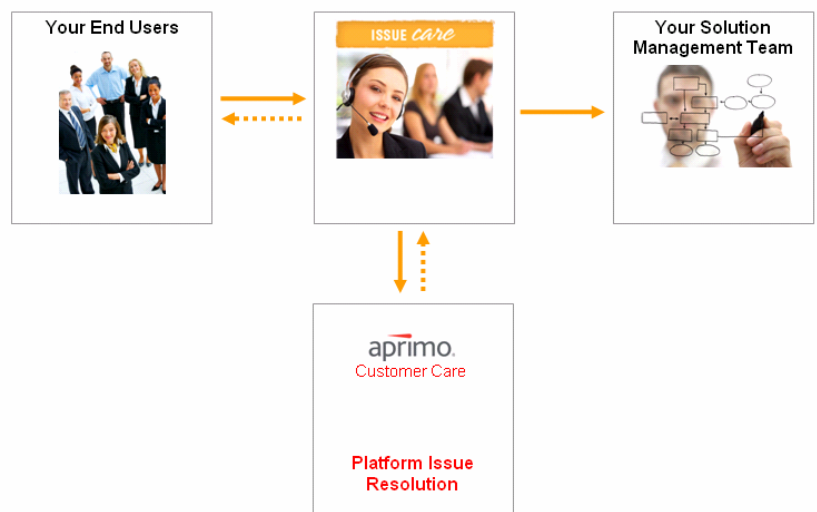 Your End Users
ISSUE care
Your Solution
Management Team
aprimo.
Customer Care
Platform Issue
Resolution